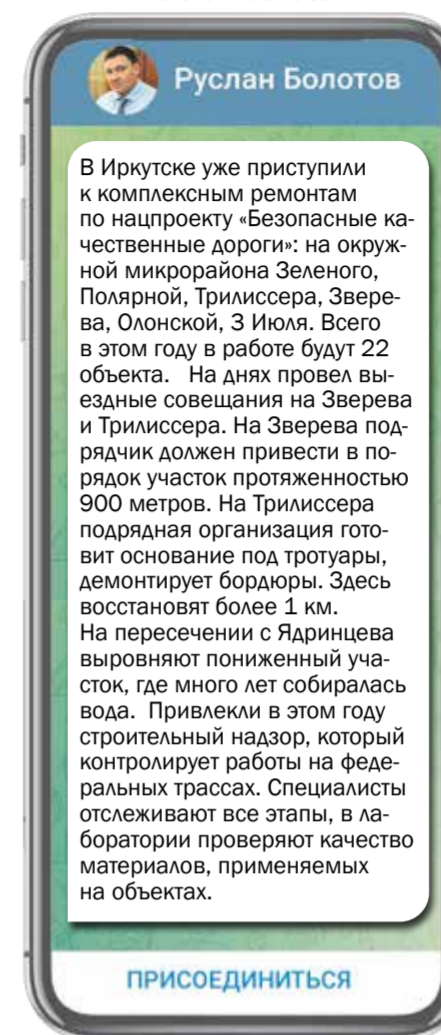 Руслан Болотов
В Иркутске уже приступили
к комплексным ремонтам
по нацпроекту «Безопасные ка-
чественные дороги»: на окруж-
ной микрорайона Зеленого,
Полярной, Трилиссера, Звере-
ва, Олонской, 3 Июля. Всего
в этом году в работе будут 22
объекта. На днях провел вы-
ездные совещания на Зверева
и Трилиссера. На Зверева под-
рядчик должен привести в по-
рядок участок протяженностью
900 метров. На Трилиссера
подрядная организация гото-
вит основание под тротуары,
демонтирует бордюры. Здесь
восстановят более 1 км.
На пересечении с Ядринцева
выровняют пониженный уча-
сток, где много лет собиралась
вода. Привлекли в этом году
строительный надзор, который
контролирует работы на феде-
ральных трассах. Специалисты
отслеживают все этапы, в ла-
боратории проверяют качество
материалов, применяемых
на объектах.
ПРИСОЕДИНИТЬСЯ